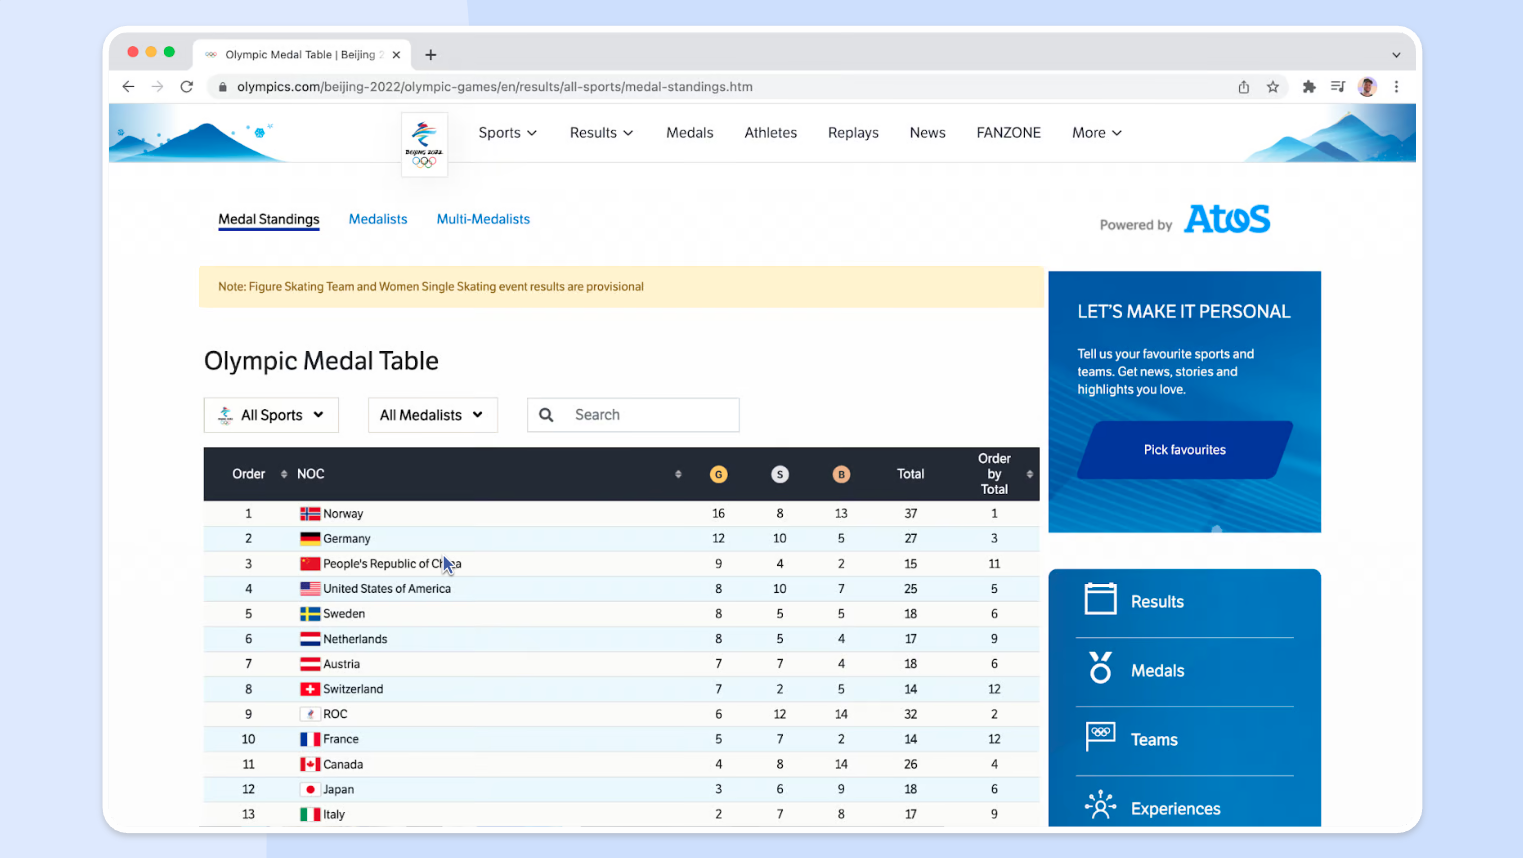 Olympic Medal Table | Beijing 2
olympics.com/beijing-2022/olympic-games/en/results/all-sports/medal-standings.htm
BEIJING 2022
Sports
Results
Medals
Athletes
Replays
News
FANZONE
More
Medal Standings
Medalists
Multi-Medalists
Powered by Atos
Note: Figure Skating Team and Women Single Skating event results are provisional
LET'S MAKE IT PERSONAL
Tell us your favourite sports and
teams. Get news, stories and
highlights you love.
Pick favourites
Olympic Medal Table
All Sports
All Medalists
Search
Order NOC G S B Total Order by Total
1 Norway 16 8 13 37 1
2 Germany 12 10 5 27 3
3 People's Republic of China 9 4 2 15 11
4 United States of America 8 10 7 25 5
5 Sweden 8 5 5 18 6
6 Netherlands 8 5 4 17 9
7 Austria 7 7 4 18 6
8 Switzerland 7 2 5 14 12
9 ROC 6 12 14 32 2
10 France 5 7 2 14 12
11 Canada 4 8 14 26 4
12 Japan 3 6 9 18 6
13 Italy 2 7 8 17 9
Results
Medals
Teams
Experiences